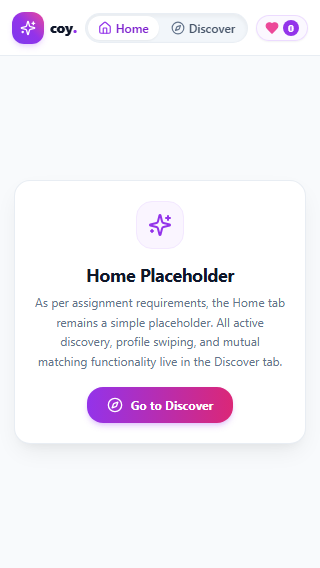 coy.
Home
Discover
0
Home Placeholder
As per assignment requirements, the Home tab
remains a simple placeholder. All active
discovery, profile swiping, and mutual
matching functionality live in the Discover tab.
Go to Discover